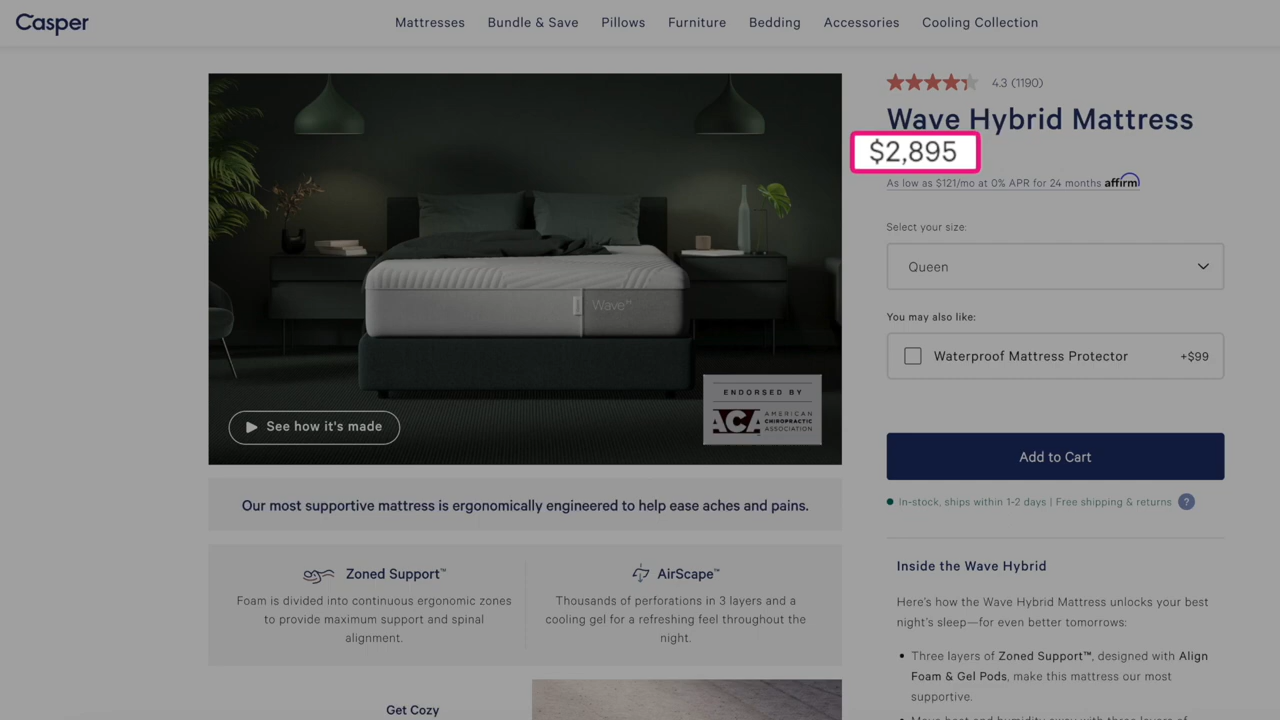 Casper
Mattresses
Bundle & Save
Pillows
Furniture
Bedding
Accessories
Cooling Collection
4.3 (1190)
Wave Hybrid Mattress
$2,895
As low as $121/mo at 0% APR for 24 months affirm
Select your size:
Queen
You may also like:
Waterproof Mattress Protector
+$99
Add to Cart
In-stock, ships within 1-2 days | Free shipping & returns ?
Wave™
ENDORSED BY
ACA AMERICAN
CHIROPRACTIC
ASSOCIATION
See how it's made
Our most supportive mattress is ergonomically engineered to help ease aches and pains.
Zoned Support™
Foam is divided into continuous ergonomic zones
to provide maximum support and spinal
alignment.
AirScape™
Thousands of perforations in 3 layers and a
cooling gel for a refreshing feel throughout the
night.
Get Cozy
Inside the Wave Hybrid
Here's how the Wave Hybrid Mattress unlocks your best
night's sleep—for even better tomorrows:
• Three layers of Zoned Support™, designed with Align
Foam & Gel Pods, make this mattress our most
supportive.